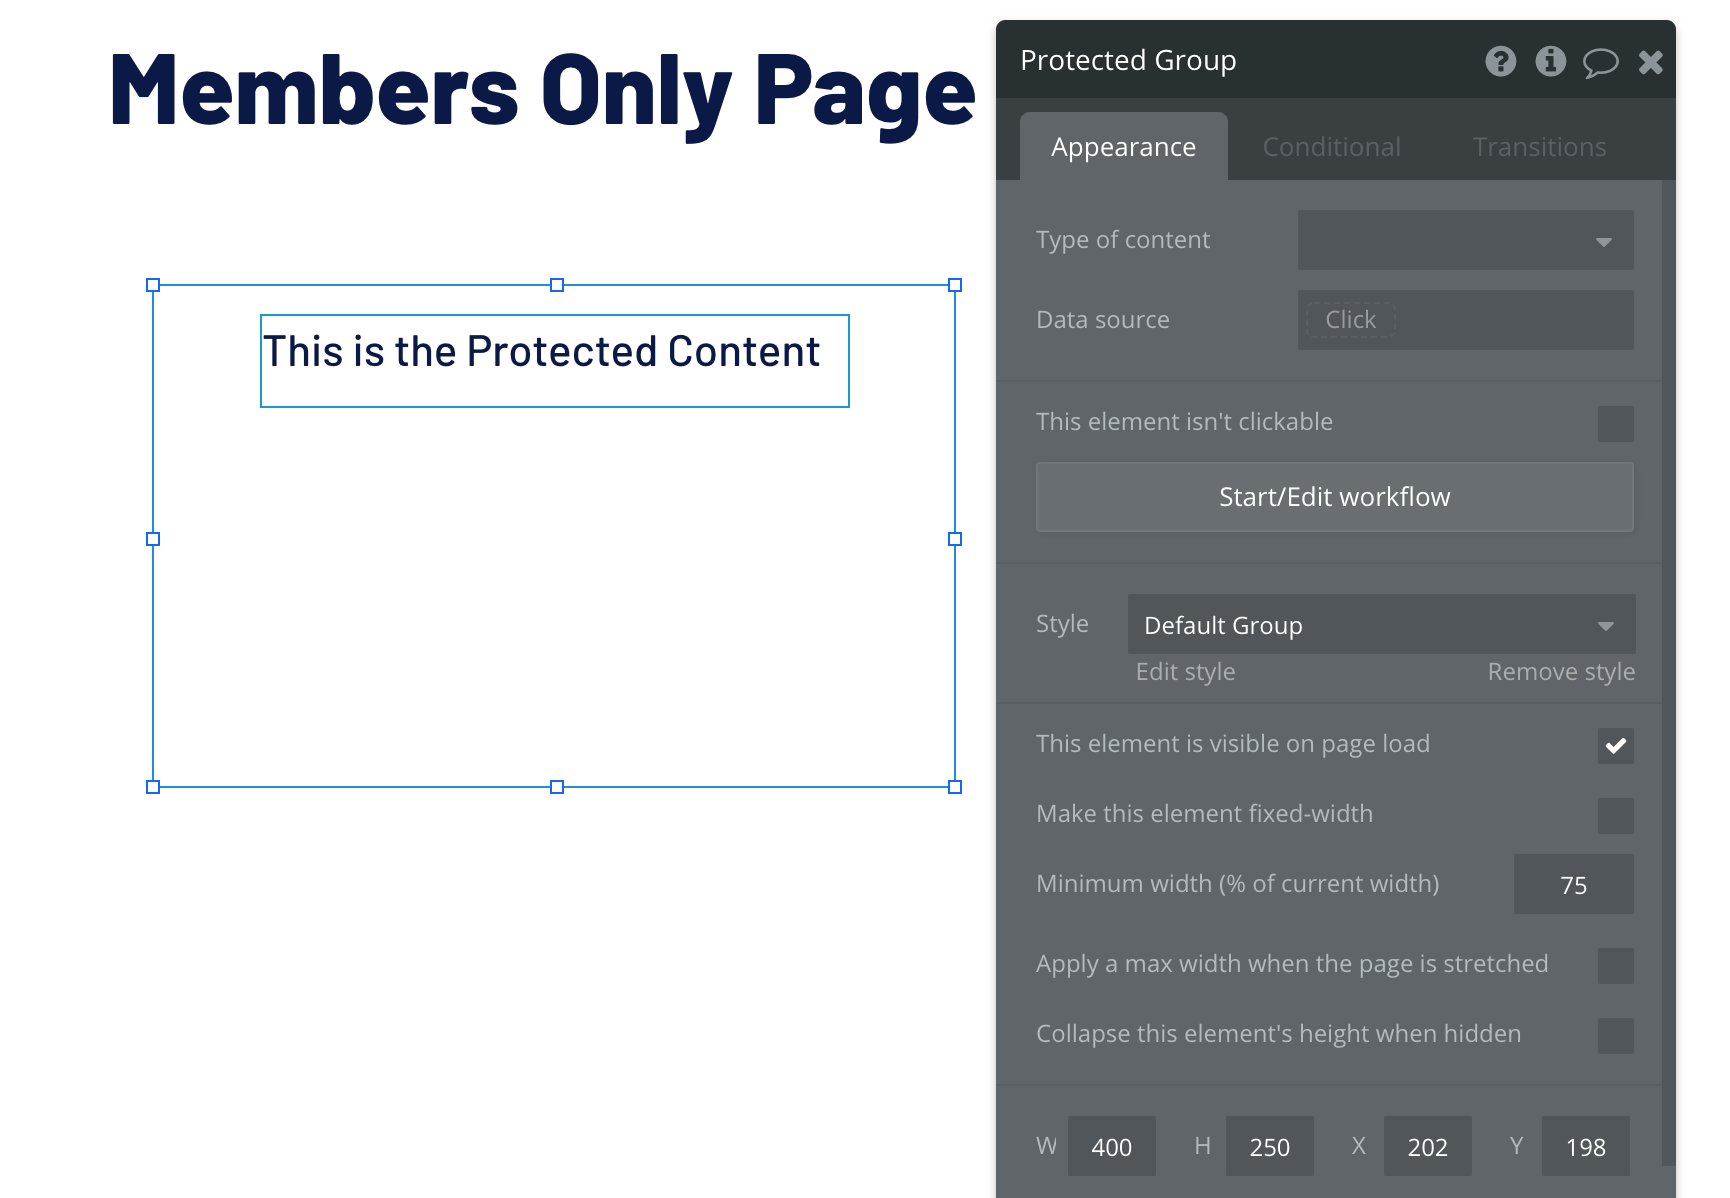 Members Only Page
This is the Protected Content
Protected Group
Appearance Conditional Transitions
Type of content
Data source Click
This element isn't clickable
Start/Edit workflow
Style Default Group
Edit style Remove style
This element is visible on page load
Make this element fixed-width
Minimum width (% of current width) 75
Apply a max width when the page is stretched
Collapse this element's height when hidden
W 400 H 250 X 202 Y 198